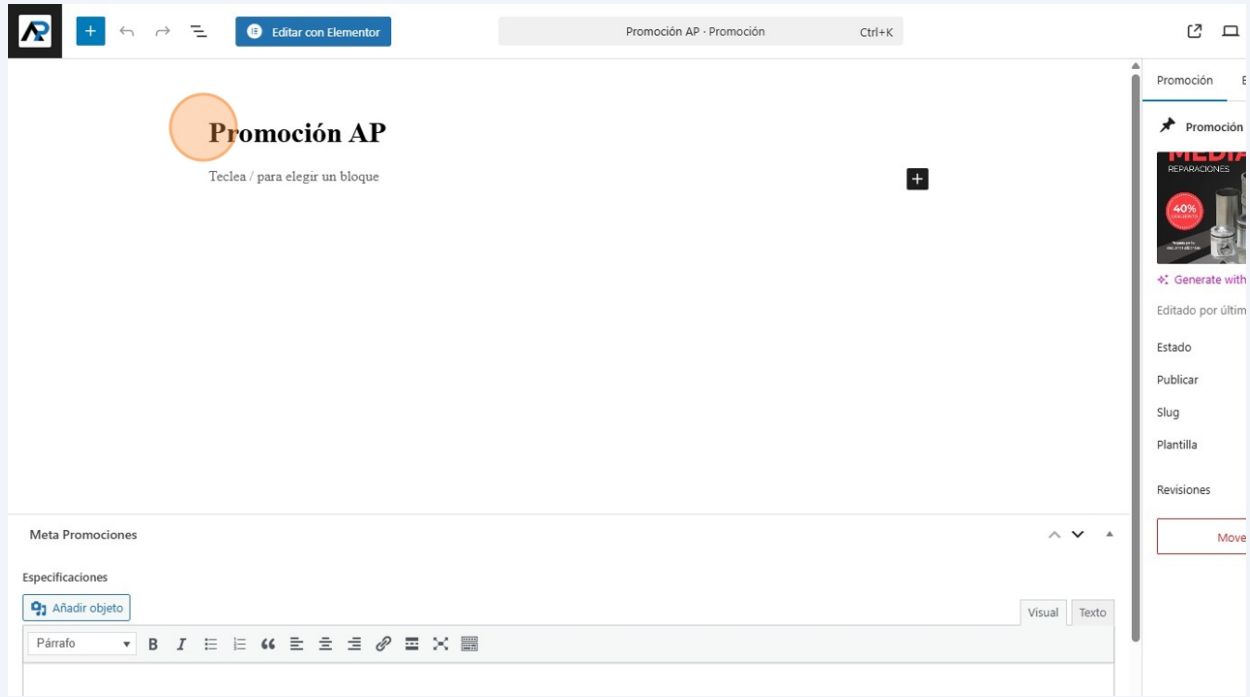 Editar con Elementor
Promoción AP · Promoción Ctrl+K
Promoción
Promoción AP
Teclea / para elegir un bloque
Promoción
REPARACIONES
40%
Generate with
Editado por últim
Estado
Publicar
Slug
Plantilla
Revisiones
Move
Meta Promociones
Especificaciones
Añadir objeto
Visual Texto
Párrafo